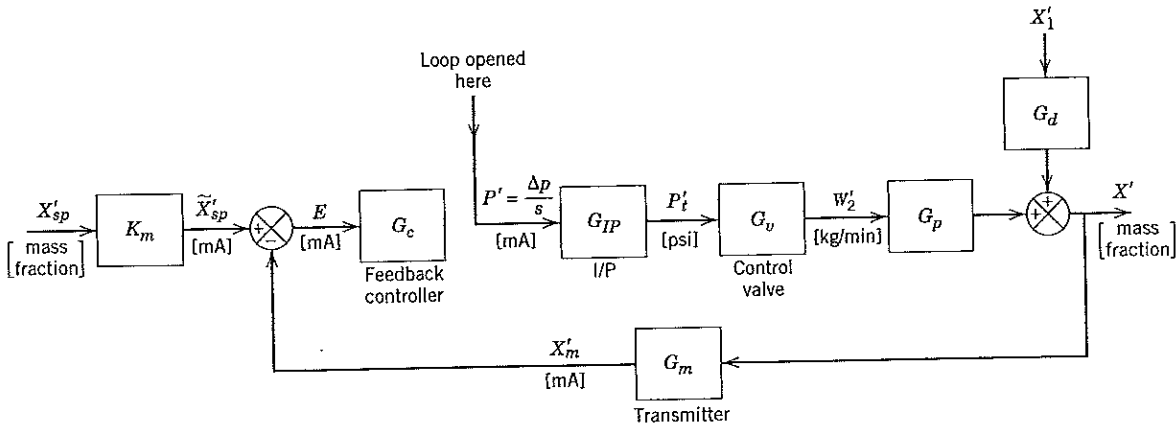 X′₁
Loop opened
here
G_d
X′_sp
[mass
fraction]
K_m
X̃′_sp
[mA]
+
−
E
[mA]
G_c
Feedback
controller
P′ = Δp/s
[mA]
G_IP
I/P
P′_t
[psi]
G_v
Control
valve
W′₂
[kg/min]
G_p
+
+
X′
[mass
fraction]
X′_m
[mA]
G_m
Transmitter